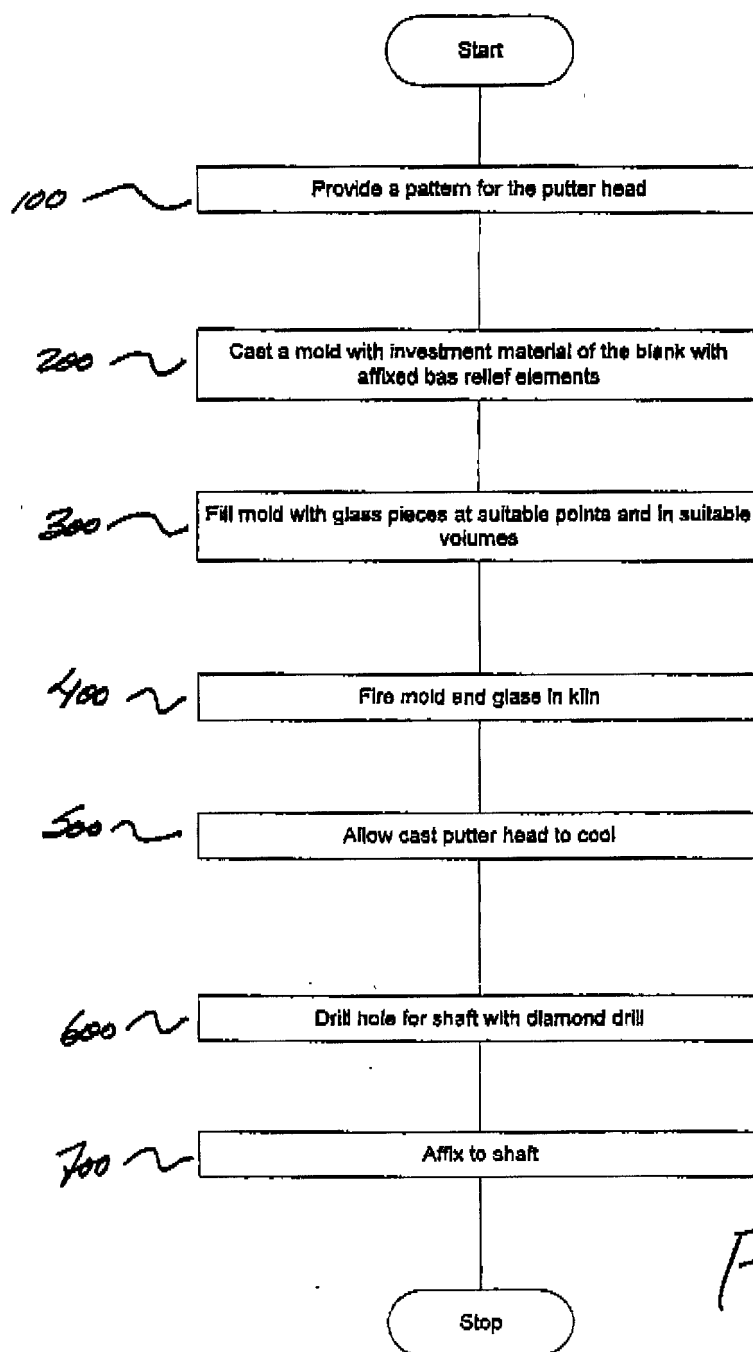 Start
100
Provide a pattern for the putter head
200
Cast a mold with investment material of the blank with
affixed bas relief elements
300
Fill mold with glass pieces at suitable points and in suitable
volumes
400
Fire mold and glass in kiln
500
Allow cast putter head to cool
600
Drill hole for shaft with diamond drill
700
Affix to shaft
Stop